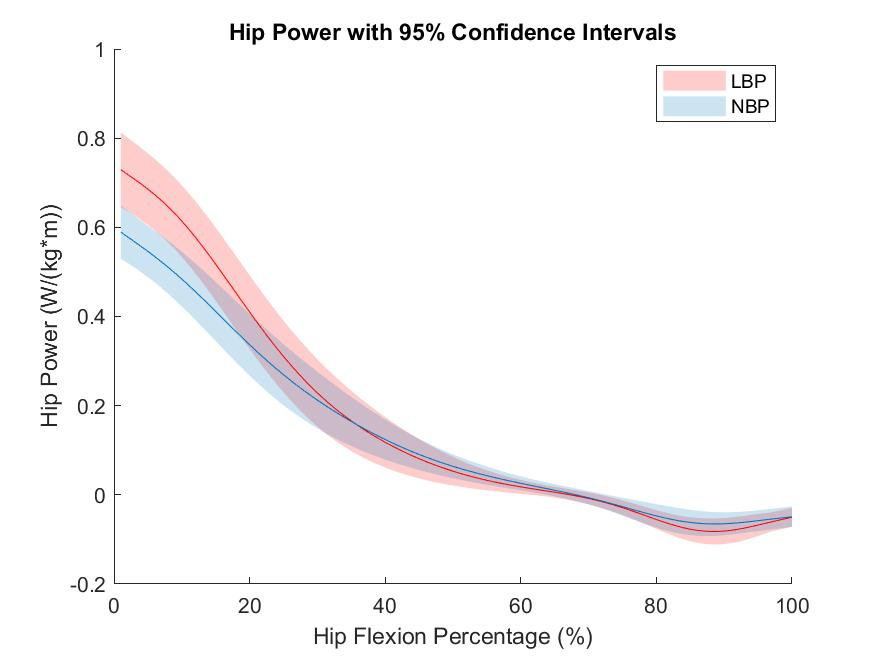 Hip Power with 95% Confidence Intervals
LBP
NBP
Hip Power (W/(kg*m))
1
0.8
0.6
0.4
0.2
0
-0.2
0 20 40 60 80 100
Hip Flexion Percentage (%)